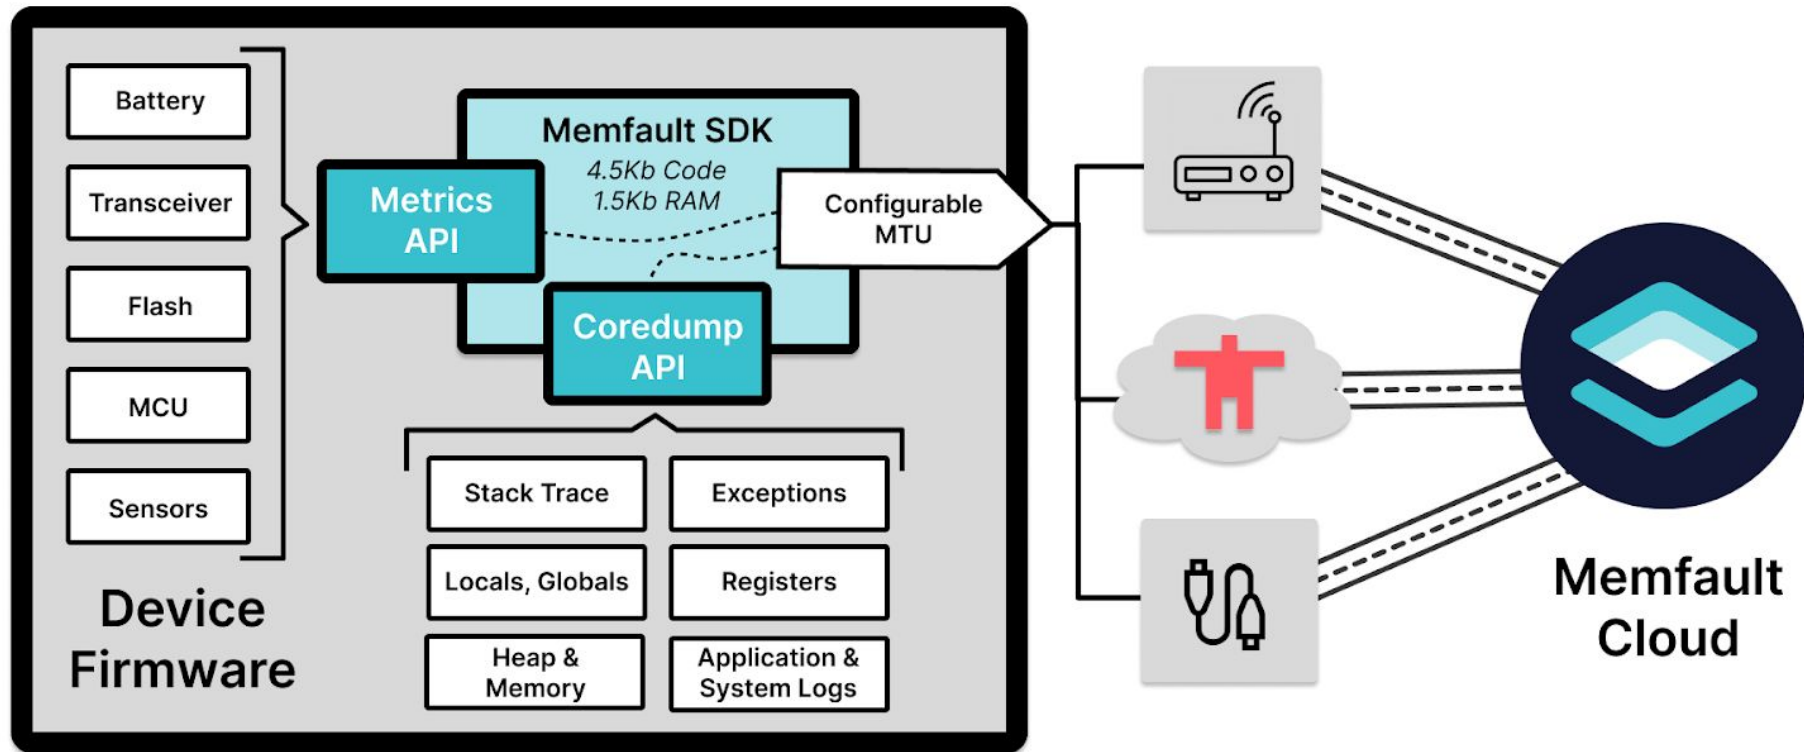 Battery
Transceiver
Flash
MCU
Sensors
Device
Firmware
Memfault SDK
4.5Kb Code
1.5Kb RAM
Metrics
API
Configurable
MTU
Coredump
API
Stack Trace
Exceptions
Locals, Globals
Registers
Heap &
Memory
Application &
System Logs
Memfault
Cloud